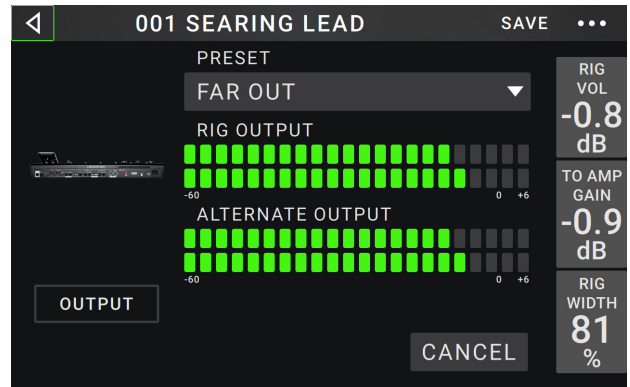 001 SEARING LEAD
SAVE
PRESET
FAR OUT
RIG OUTPUT
-60 0 +6
ALTERNATE OUTPUT
-60 0 +6
OUTPUT
CANCEL
RIG
VOL
-0.8
dB
TO AMP
GAIN
-0.9
dB
RIG
WIDTH
81
%